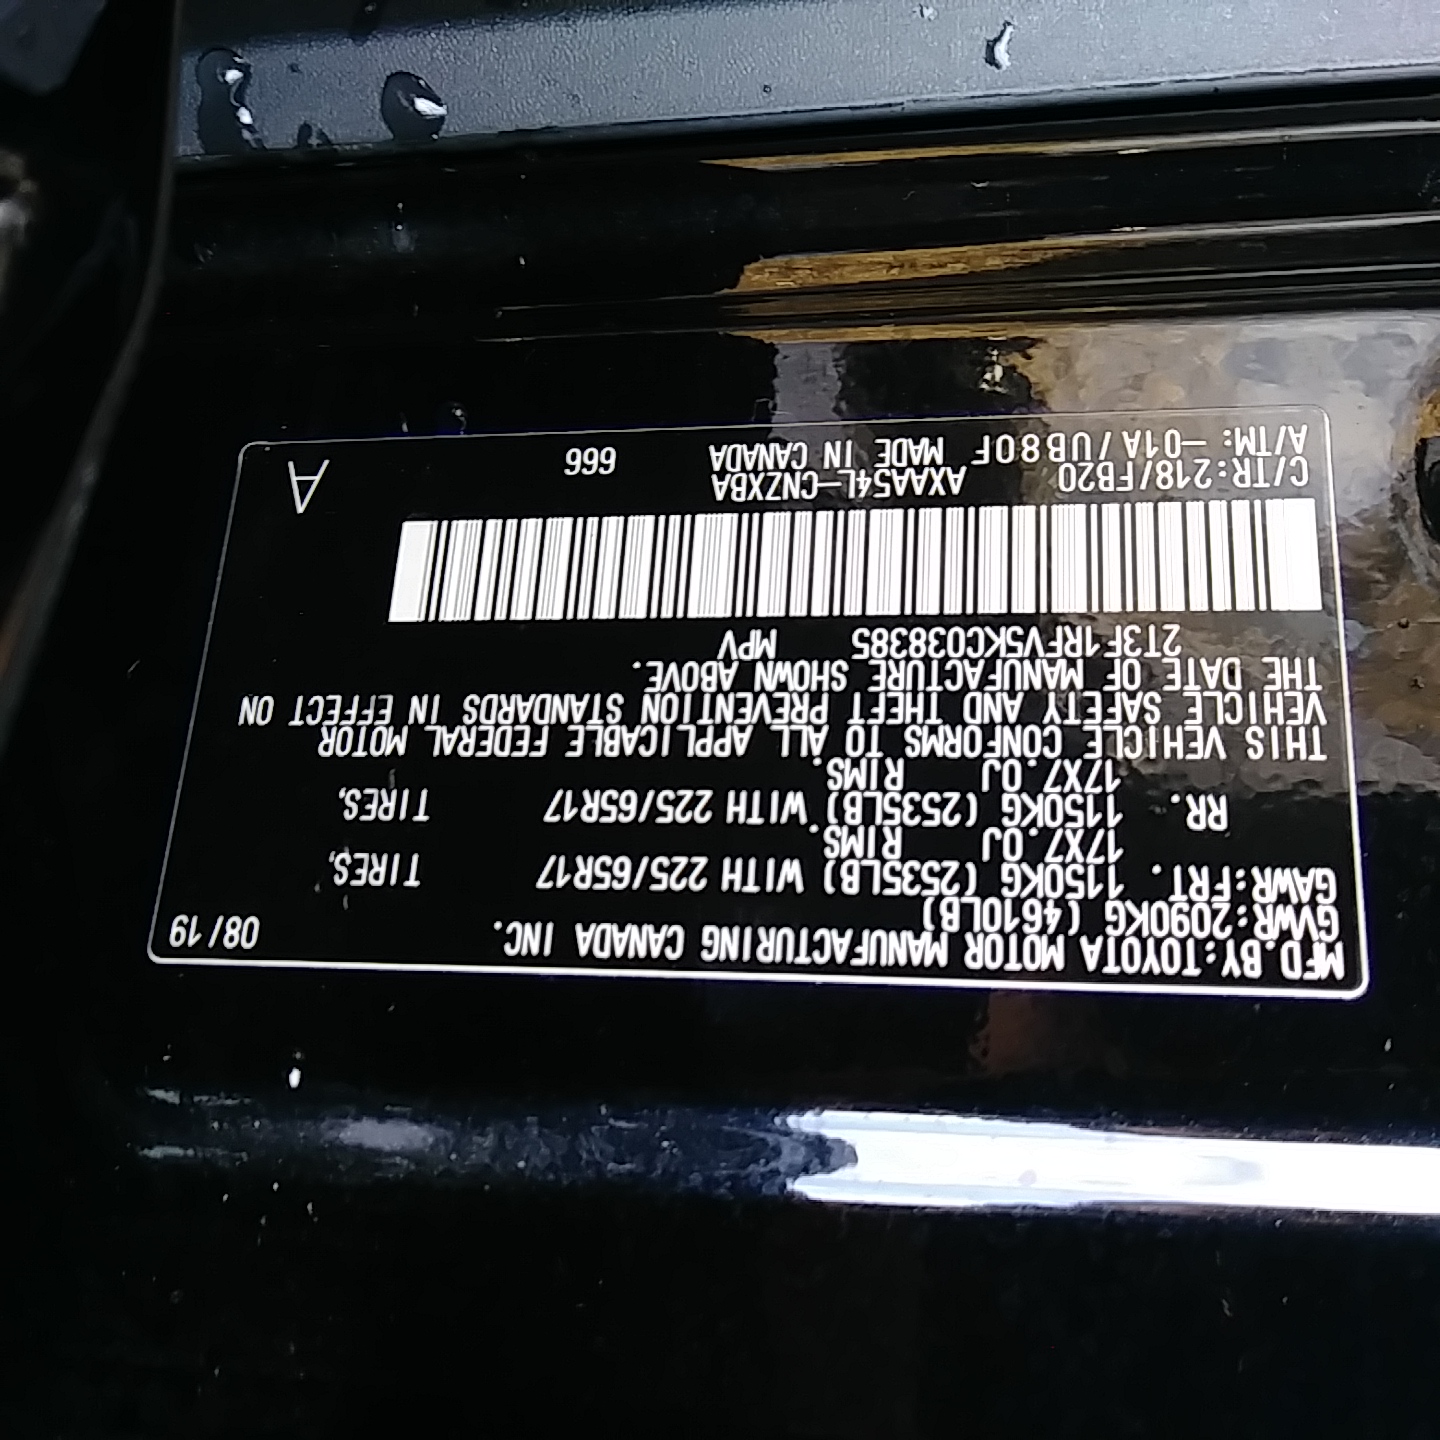 MFD.BY:TOYOTA MOTOR MANUFACTURING CANADA INC. 08/19
GVWR:2090KG (4610LB)
GAWR:FRT. 1150KG (2535LB) WITH 225/65R17 TIRES,
17X7.0J RIMS.
RR. 1150KG (2535LB) WITH 225/65R17 TIRES,
17X7.0J RIMS.
THIS VEHICLE CONFORMS TO ALL APPLICABLE FEDERAL MOTOR
VEHICLE SAFETY AND THEFT PREVENTION STANDARDS IN EFFECT ON
THE DATE OF MANUFACTURE SHOWN ABOVE.
2T3F1RFV5KC038385 MPV
C/TR:218/FB20 AXAA54L-CNZXBA A
A/TM:-01A/UB80F MADE IN CANADA 666